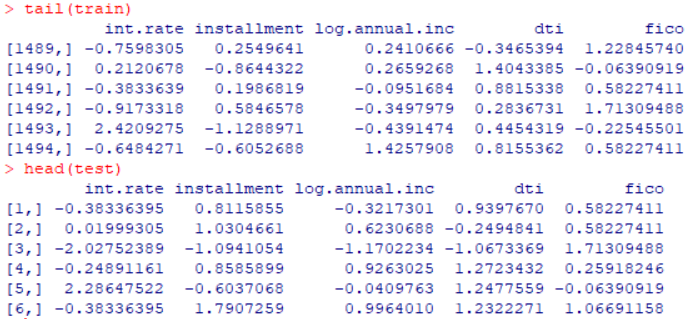 > tail(train)
int.rate installment log.annual.inc dti fico
[1489,] -0.7598305 0.2549641 0.2410666 -0.3465394 1.22845740
[1490,] 0.2120678 -0.8644322 0.2659268 1.4043385 -0.06390919
[1491,] -0.3833639 0.1986819 -0.0951684 0.8815338 0.58227411
[1492,] -0.9173318 0.5846578 -0.3497979 0.2836731 1.71309488
[1493,] 2.4209275 -1.1288971 -0.4391474 0.4454319 -0.22545501
[1494,] -0.6484271 -0.6052688 1.4257908 0.8155362 0.58227411
> head(test)
int.rate installment log.annual.inc dti fico
[1,] -0.38336395 0.8115855 -0.3217301 0.9397670 0.58227411
[2,] 0.01999305 1.0304661 0.6230688 -0.2494841 0.58227411
[3,] -2.02752389 -1.0941054 -1.1702234 -1.0673369 1.71309488
[4,] -0.24891161 0.8585899 0.9263025 1.2723432 0.25918246
[5,] 2.28647522 -0.6037068 -0.0409763 1.2477559 -0.06390919
[6,] -0.38336395 1.7907259 0.9964010 1.2322271 1.06691158